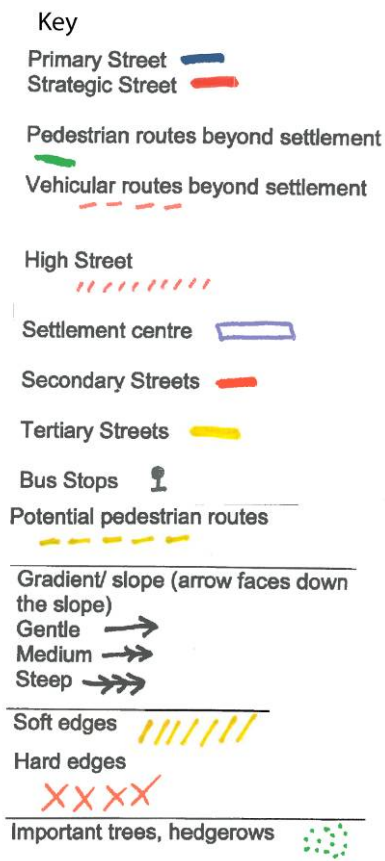 Key
Primary Street
Strategic Street
Pedestrian routes beyond settlement
Vehicular routes beyond settlement
High Street
Settlement centre
Secondary Streets
Tertiary Streets
Bus Stops
Potential pedestrian routes
Gradient/ slope (arrow faces down
the slope)
Gentle
Medium
Steep
Soft edges
Hard edges
Important trees, hedgerows